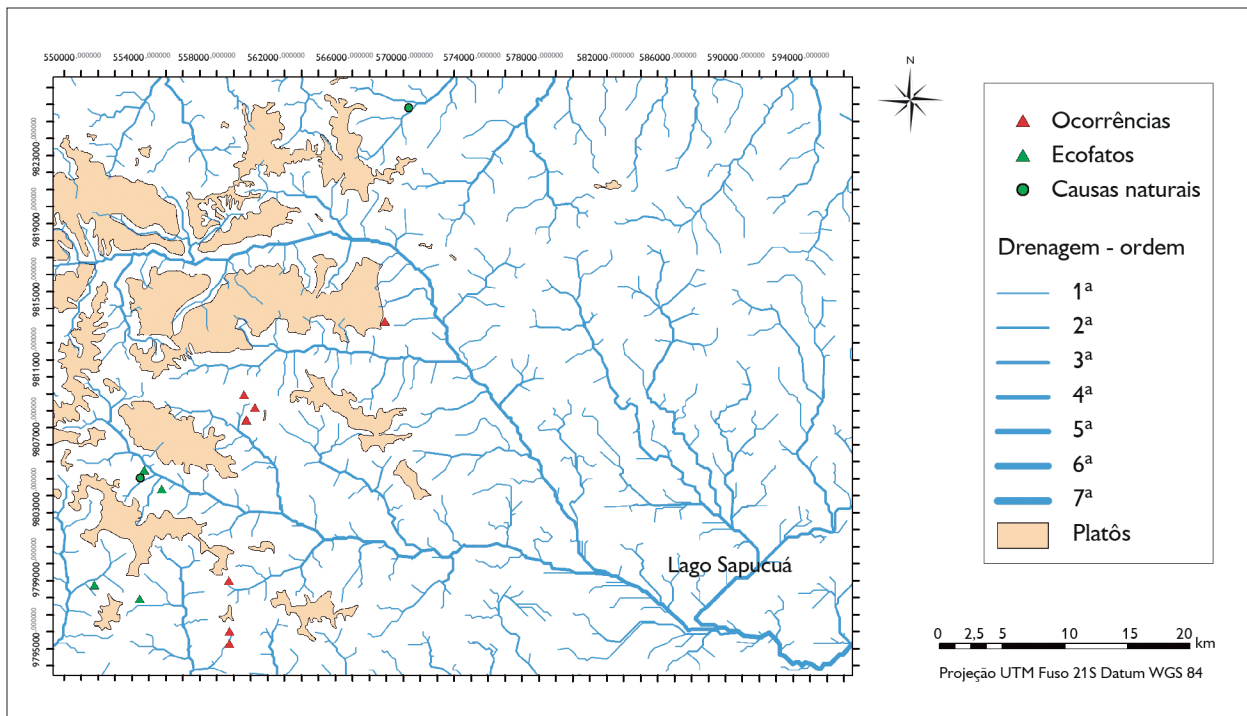 550000,000000 554000,000000 558000,000000 562000,000000 566000,000000 570000,000000 574000,000000 578000,000000 582000,000000 586000,000000 590000,000000 594000,000000
9823000,000000
9819000,000000
9815000,000000
9811000,000000
9807000,000000
9803000,000000
9799000,000000
9795000,000000
Lago Sapucuá
N
Ocorrências
Ecofatos
Causas naturais
Drenagem - ordem
1ª
2ª
3ª
4ª
5ª
6ª
7ª
Platôs
0 2,5 5 10 15 20
km
Projeção UTM Fuso 21S Datum WGS 84